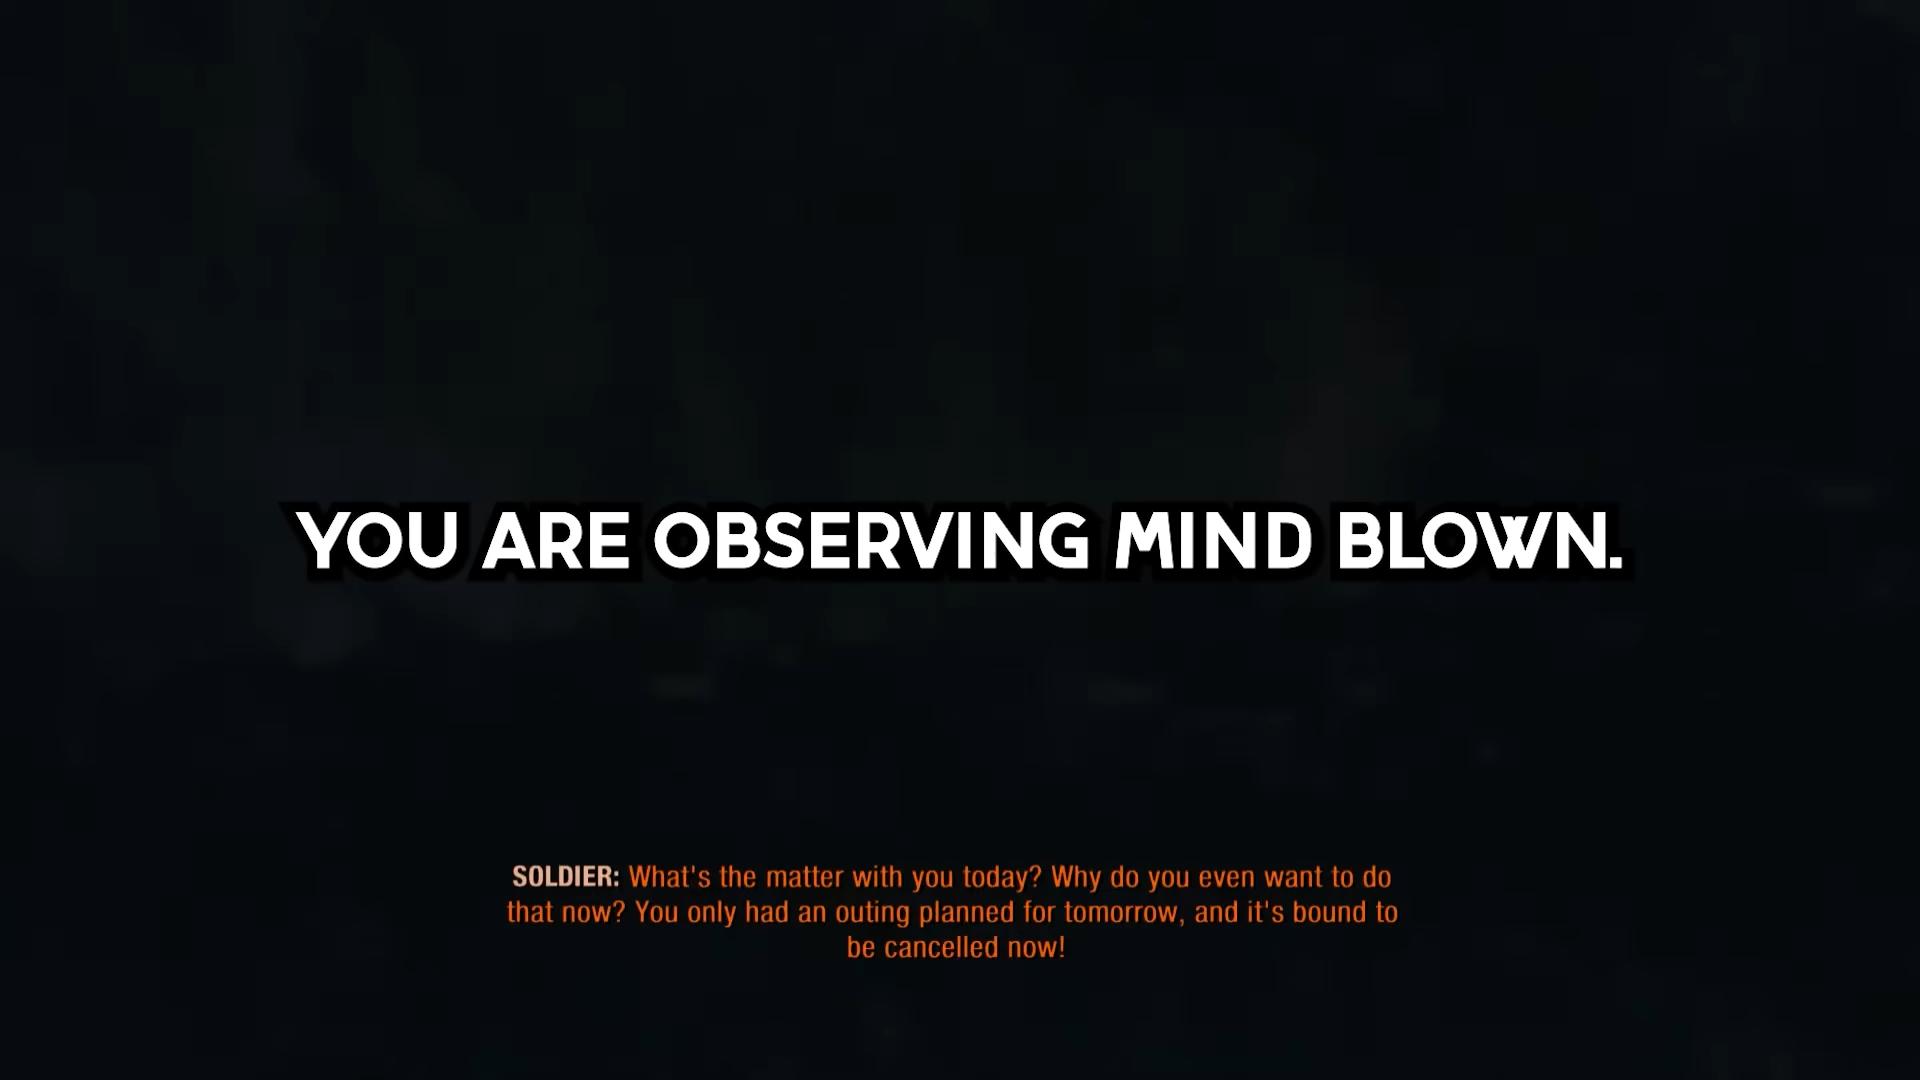 YOU ARE OBSERVING MIND BLOWN.
SOLDIER: What's the matter with you today? Why do you even want to do
that now? You only had an outing planned for tomorrow, and it's bound to
be cancelled now!